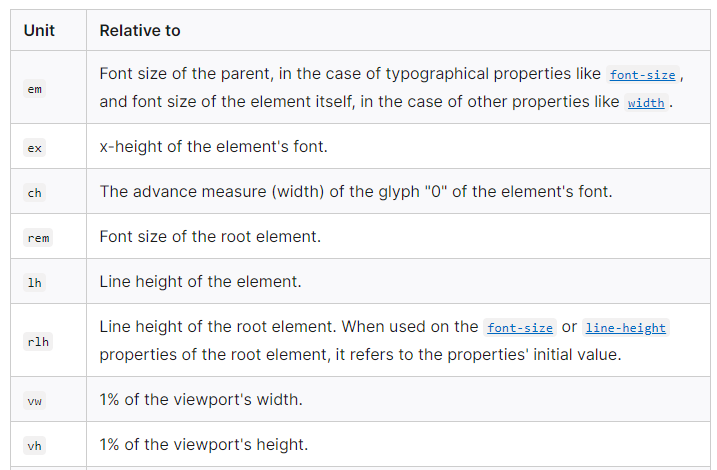 Unit Relative to
em Font size of the parent, in the case of typographical properties like font-size,
and font size of the element itself, in the case of other properties like width.
ex x-height of the element's font.
ch The advance measure (width) of the glyph "0" of the element's font.
rem Font size of the root element.
lh Line height of the element.
rlh Line height of the root element. When used on the font-size or line-height
properties of the root element, it refers to the properties' initial value.
vw 1% of the viewport's width.
vh 1% of the viewport's height.